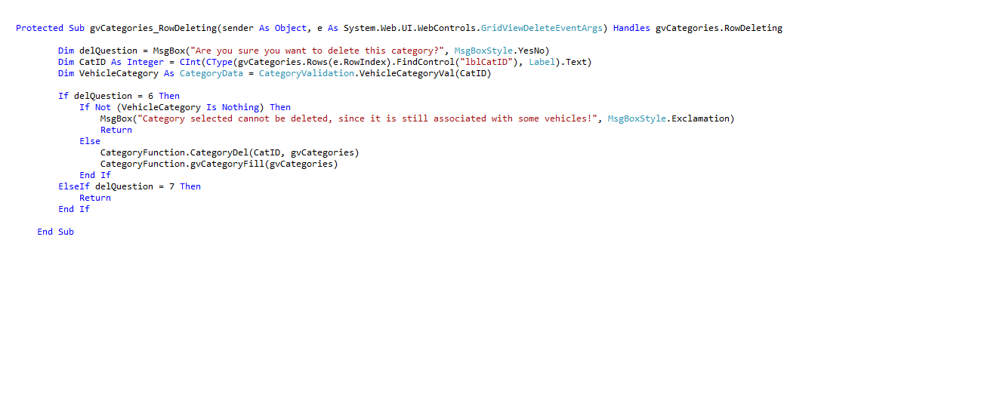 Protected Sub gvCategories_RowDeleting(sender As Object, e As System.Web.UI.WebControls.GridViewDeleteEventArgs) Handles gvCategories.RowDeleting
Dim delQuestion = MsgBox("Are you sure you want to delete this category?", MsgBoxStyle.YesNo)
Dim CatID As Integer = CInt(CType(gvCategories.Rows(e.RowIndex).FindControl("lblCatID"), Label).Text)
Dim VehicleCategory As CategoryData = CategoryValidation.VehicleCategoryVal(CatID)
If delQuestion = 6 Then
If Not (VehicleCategory Is Nothing) Then
MsgBox("Category selected cannot be deleted, since it is still associated with some vehicles!", MsgBoxStyle.Exclamation)
Return
Else
CategoryFunction.CategoryDel(CatID, gvCategories)
CategoryFunction.gvCategoryFill(gvCategories)
End If
ElseIf delQuestion = 7 Then
Return
End If
End Sub